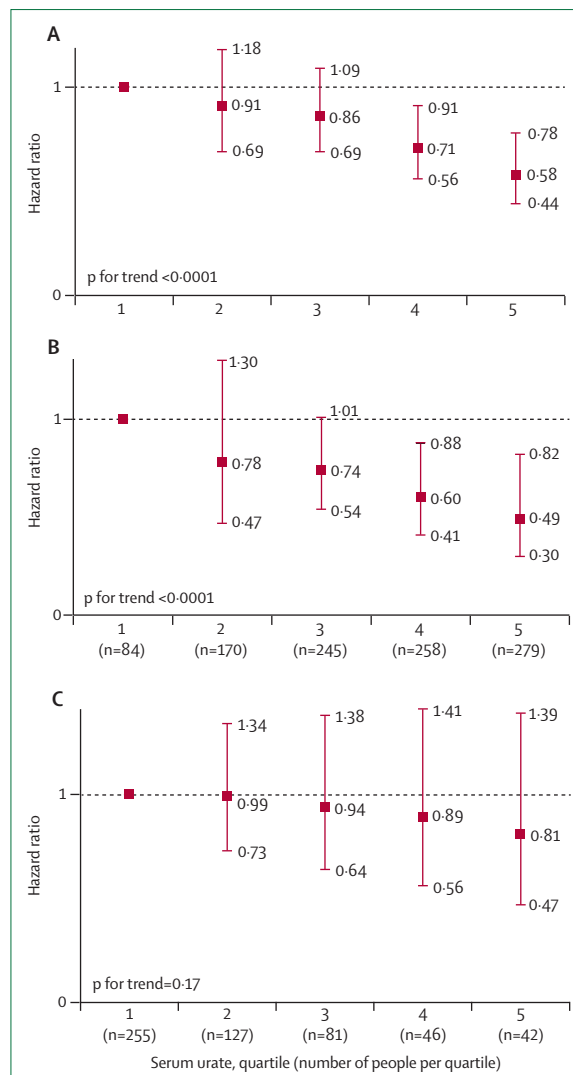 A
1·18
1·09
1
0·91
0·91
0·86
0·78
0·71
0·69
0·69
0·58
0·56
0·44
Hazard ratio
p for trend <0·0001
0
1 2 3 4 5
B
1·30
1·01
1
0·88
0·82
0·78
0·74
0·60
0·54
0·49
0·47
0·41
0·30
Hazard ratio
p for trend <0·0001
0
1 2 3 4 5
(n=84) (n=170) (n=245) (n=258) (n=279)
C
1·41
1·38
1·39
1·34
1
0·99
0·94
0·89
0·81
0·73
0·64
0·56
0·47
Hazard ratio
p for trend=0·17
0
1 2 3 4 5
(n=255) (n=127) (n=81) (n=46) (n=42)
Serum urate, quartile (number of people per quartile)